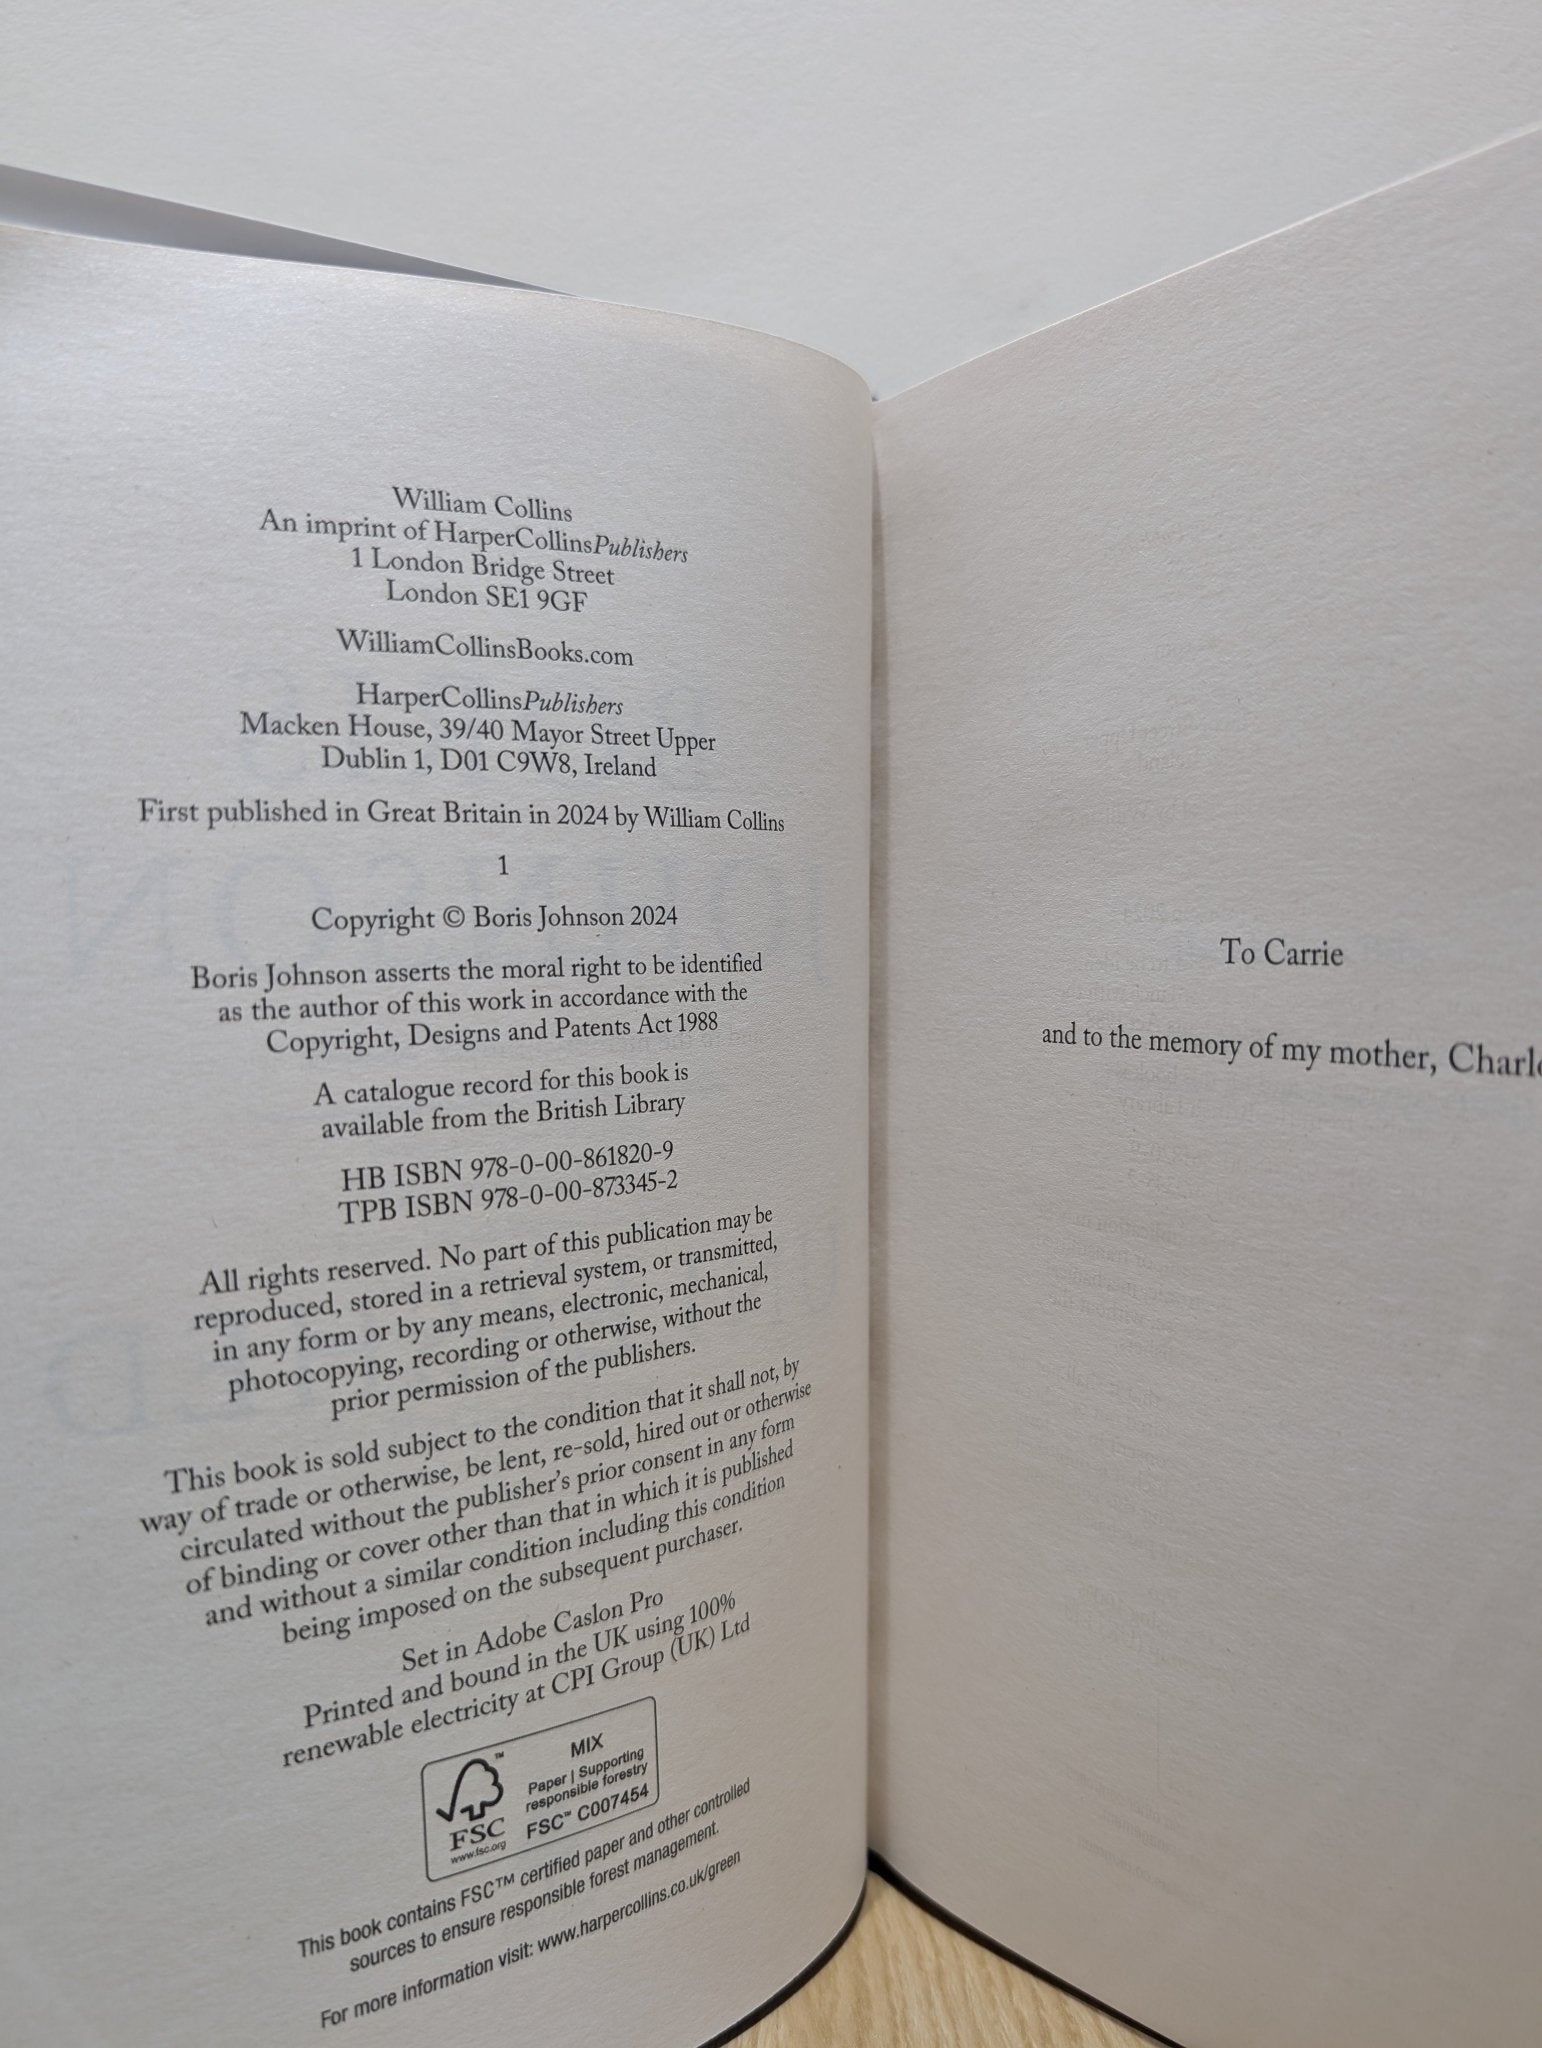 William Collins
An imprint of HarperCollinsPublishers
1 London Bridge Street
London SE1 9GF
WilliamCollinsBooks.com
HarperCollinsPublishers
Macken House, 39/40 Mayor Street Upper
Dublin 1, D01 C9W8, Ireland
First published in Great Britain in 2024 by William Collins
1
Copyright © Boris Johnson 2024
Boris Johnson asserts the moral right to be identified
as the author of this work in accordance with the
Copyright, Designs and Patents Act 1988
A catalogue record for this book is
available from the British Library
HB ISBN 978-0-00-861820-9
TPB ISBN 978-0-00-873345-2
All rights reserved. No part of this publication may be
reproduced, stored in a retrieval system, or transmitted,
in any form or by any means, electronic, mechanical,
photocopying, recording or otherwise, without the
prior permission of the publishers.
This book is sold subject to the condition that it shall not, by
way of trade or otherwise, be lent, re-sold, hired out or otherwise
circulated without the publisher's prior consent in any form
of binding or cover other than that in which it is published
and without a similar condition including this condition
being imposed on the subsequent purchaser.
Set in Adobe Caslon Pro
Printed and bound in the UK using 100%
renewable electricity at CPI Group (UK) Ltd
FSC™
www.fsc.org
MIX
Paper | Supporting
responsible forestry
FSC™ C007454
This book contains FSC™ certified paper and other controlled
sources to ensure responsible forest management.
For more information visit: www.harpercollins.co.uk/green
To Carrie
and to the memory of my mother,